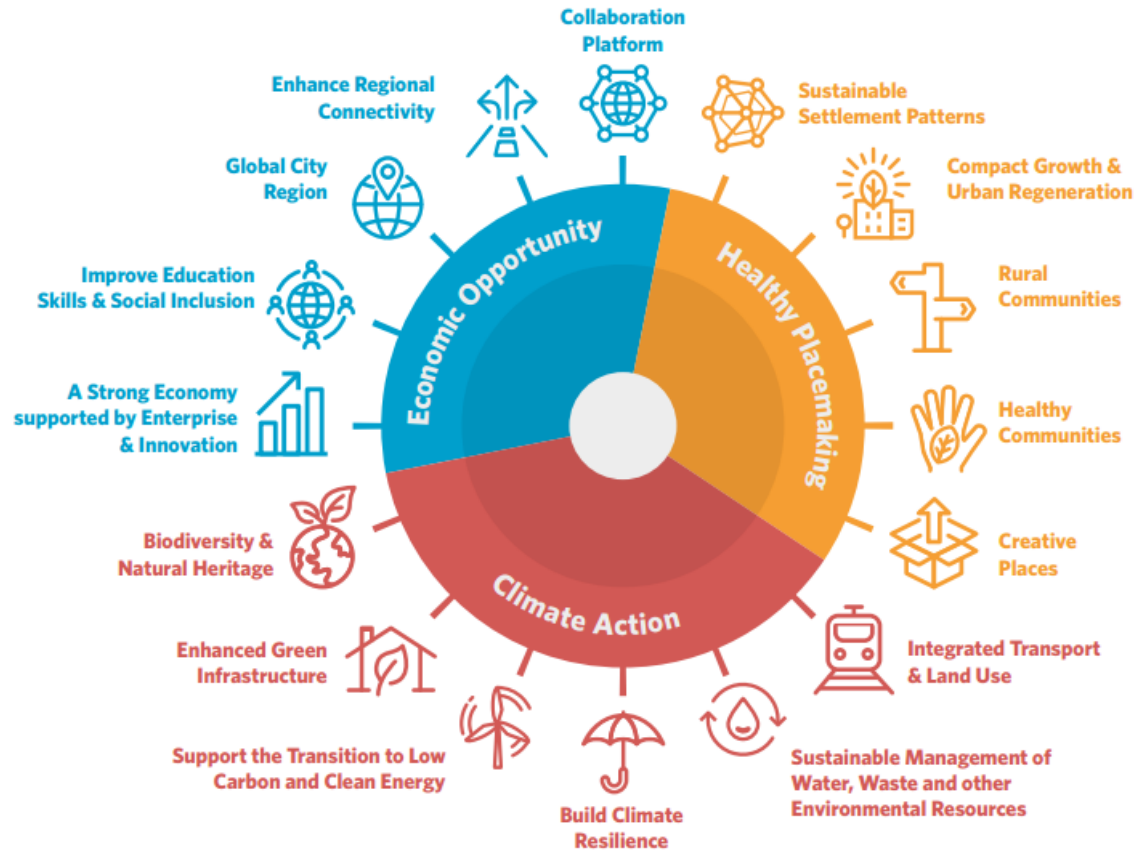 Collaboration
Platform
Enhance Regional
Connectivity
Sustainable
Settlement Patterns
Global City
Region
Compact Growth &
Urban Regeneration
Improve Education
Skills & Social Inclusion
Rural
Communities
A Strong Economy
supported by Enterprise
& Innovation
Healthy
Communities
Economic Opportunity
Healthy Placemaking
Climate Action
Biodiversity &
Natural Heritage
Creative
Places
Enhanced Green
Infrastructure
Integrated Transport
& Land Use
Support the Transition to Low
Carbon and Clean Energy
Build Climate
Resilience
Sustainable Management of
Water, Waste and other
Environmental Resources